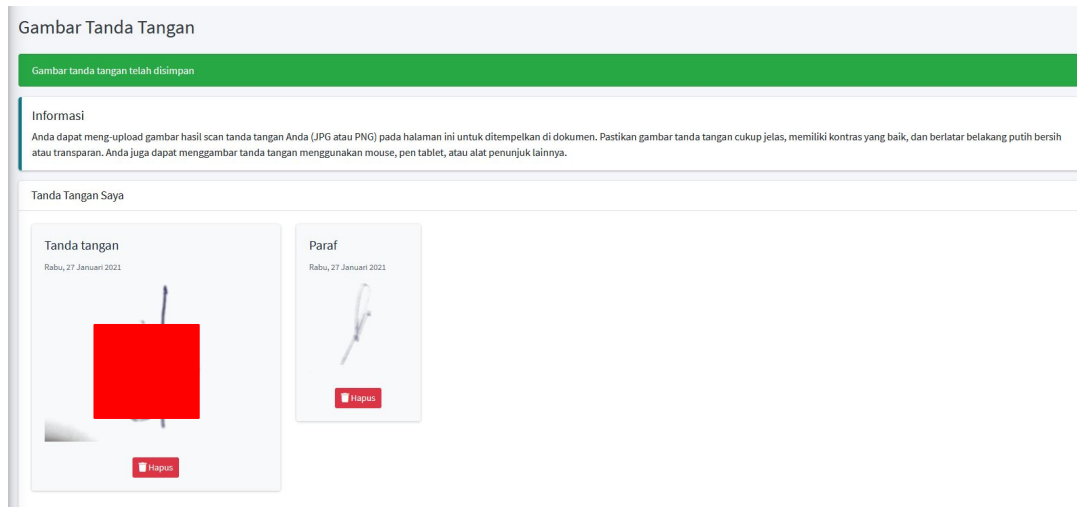 Gambar Tanda Tangan
Gambar tanda tangan telah disimpan
Informasi
Anda dapat meng-upload gambar hasil scan tanda tangan Anda (JPG atau PNG) pada halaman ini untuk ditempelkan di dokumen. Pastikan gambar tanda tangan cukup jelas, memiliki kontras yang baik, dan berlatar belakang putih bersih
atau transparan. Anda juga dapat menggambar tanda tangan menggunakan mouse, pen tablet, atau alat penunjuk lainnya.
Tanda Tangan Saya
Tanda tangan
Rabu, 27 Januari 2021
Hapus
Paraf
Rabu, 27 Januari 2021
Hapus